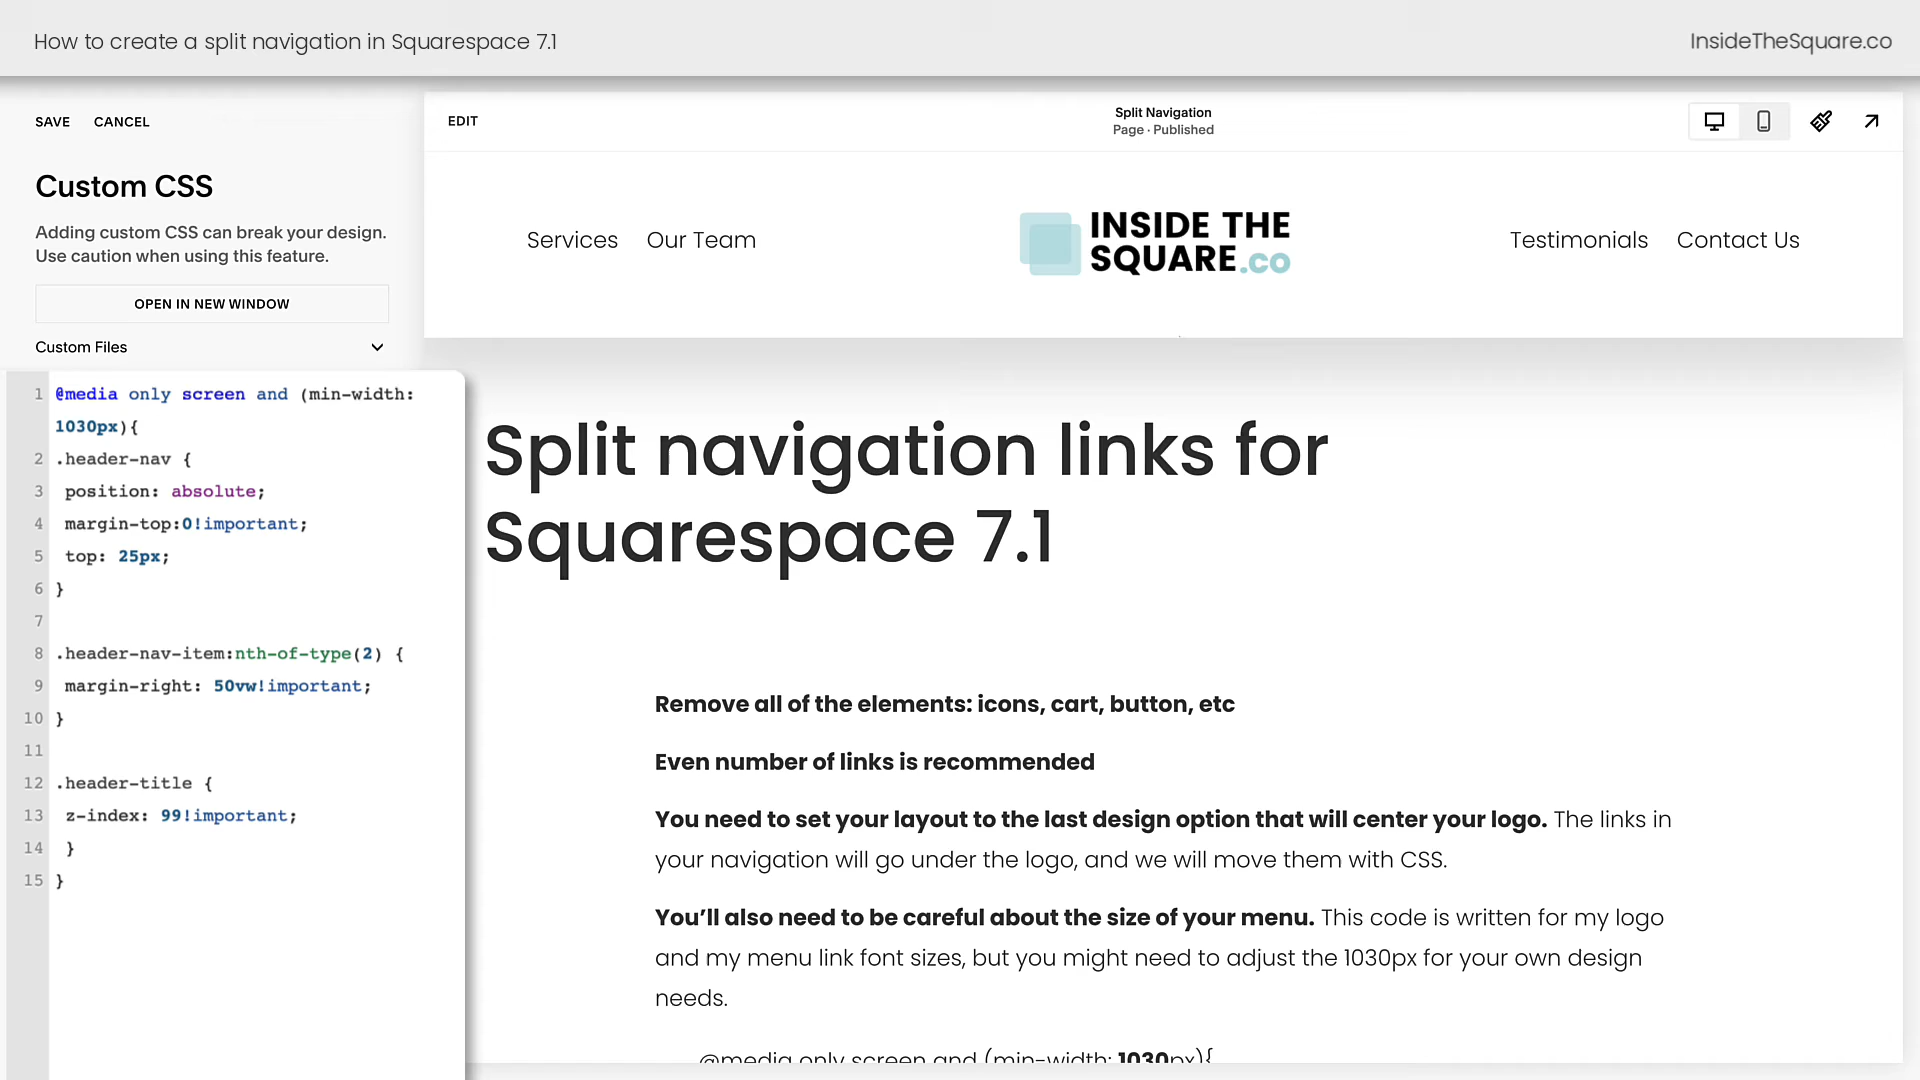 How to create a split navigation in Squarespace 7.1
InsideTheSquare.co
SAVE CANCEL
Custom CSS
Adding custom CSS can break your design.
Use caution when using this feature.
OPEN IN NEW WINDOW
Custom Files
1 @media only screen and (min-width:
1030px){
2 .header-nav {
3 position: absolute;
4 margin-top:0!important;
5 top: 25px;
6 }
7
8 .header-nav-item:nth-of-type(2) {
9 margin-right: 50vw!important;
10 }
11
12 .header-title {
13 z-index: 99!important;
14 }
15 }
EDIT
Split Navigation
Page · Published
Services Our Team
INSIDE THE
SQUARE.co
Testimonials Contact Us
Split navigation links for
Squarespace 7.1
Remove all of the elements: icons, cart, button, etc
Even number of links is recommended
You need to set your layout to the last design option that will center your logo. The links in
your navigation will go under the logo, and we will move them with CSS.
You’ll also need to be careful about the size of your menu. This code is written for my logo
and my menu link font sizes, but you might need to adjust the 1030px for your own design
needs.
@media only screen and (min-width: 1030px){